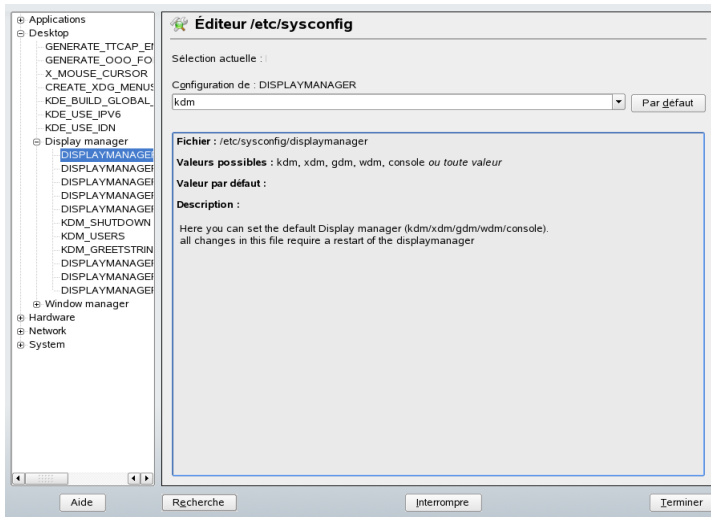 Applications
Desktop
GENERATE_TTCAP_EN
GENERATE_OOO_FO
X_MOUSE_CURSOR
CREATE_XDG_MENUS
KDE_BUILD_GLOBAL_
KDE_USE_IPV6
KDE_USE_IDN
Display manager
DISPLAYMANAGER
DISPLAYMANAGER
DISPLAYMANAGER
DISPLAYMANAGER
DISPLAYMANAGER
KDM_SHUTDOWN
KDM_USERS
KDM_GREETSTRIN
DISPLAYMANAGER
DISPLAYMANAGER
DISPLAYMANAGER
Window manager
Hardware
Network
System
Éditeur /etc/sysconfig
Sélection actuelle :
Configuration de : DISPLAYMANAGER
kdm
Par défaut
Fichier : /etc/sysconfig/displaymanager
Valeurs possibles : kdm, xdm, gdm, wdm, console ou toute valeur
Valeur par défaut :
Description :
Here you can set the default Display manager (kdm/xdm/gdm/wdm/console).
all changes in this file require a restart of the displaymanager
Aide
Recherche
Interrompre
Terminer